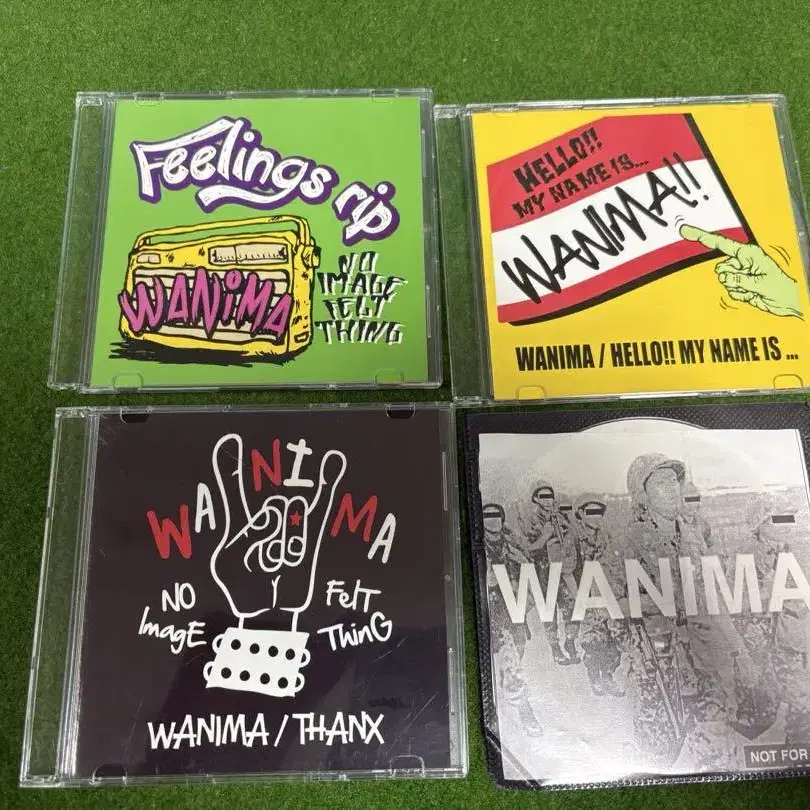 Feelings rip
WANIMA
NO
IMAGE
FELT
THING
HELLO!!
MY NAME IS...
WANIMA!!
WANIMA / HELLO!! MY NAME IS ...
WANIMA
NO
ImagE
FelT
ThinG
WANIMA / THANX
WANIMA
NOT FOR